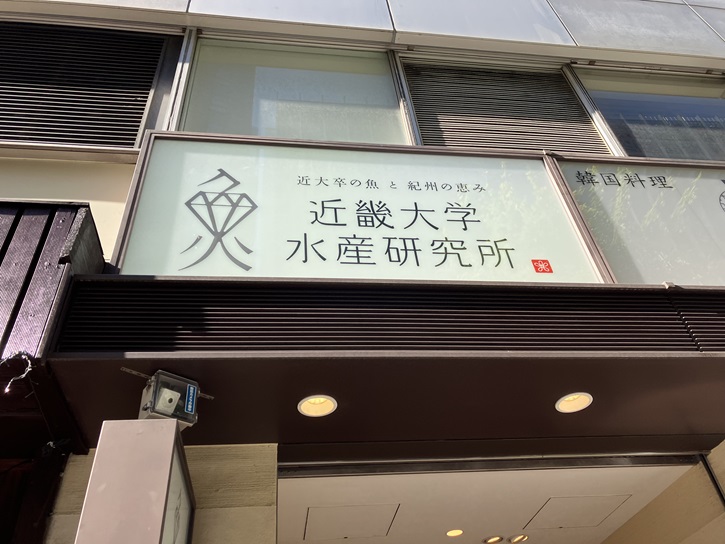 魚
近大卒の魚 と 紀州の恵み
近畿大学
水産研究所
韓国料理